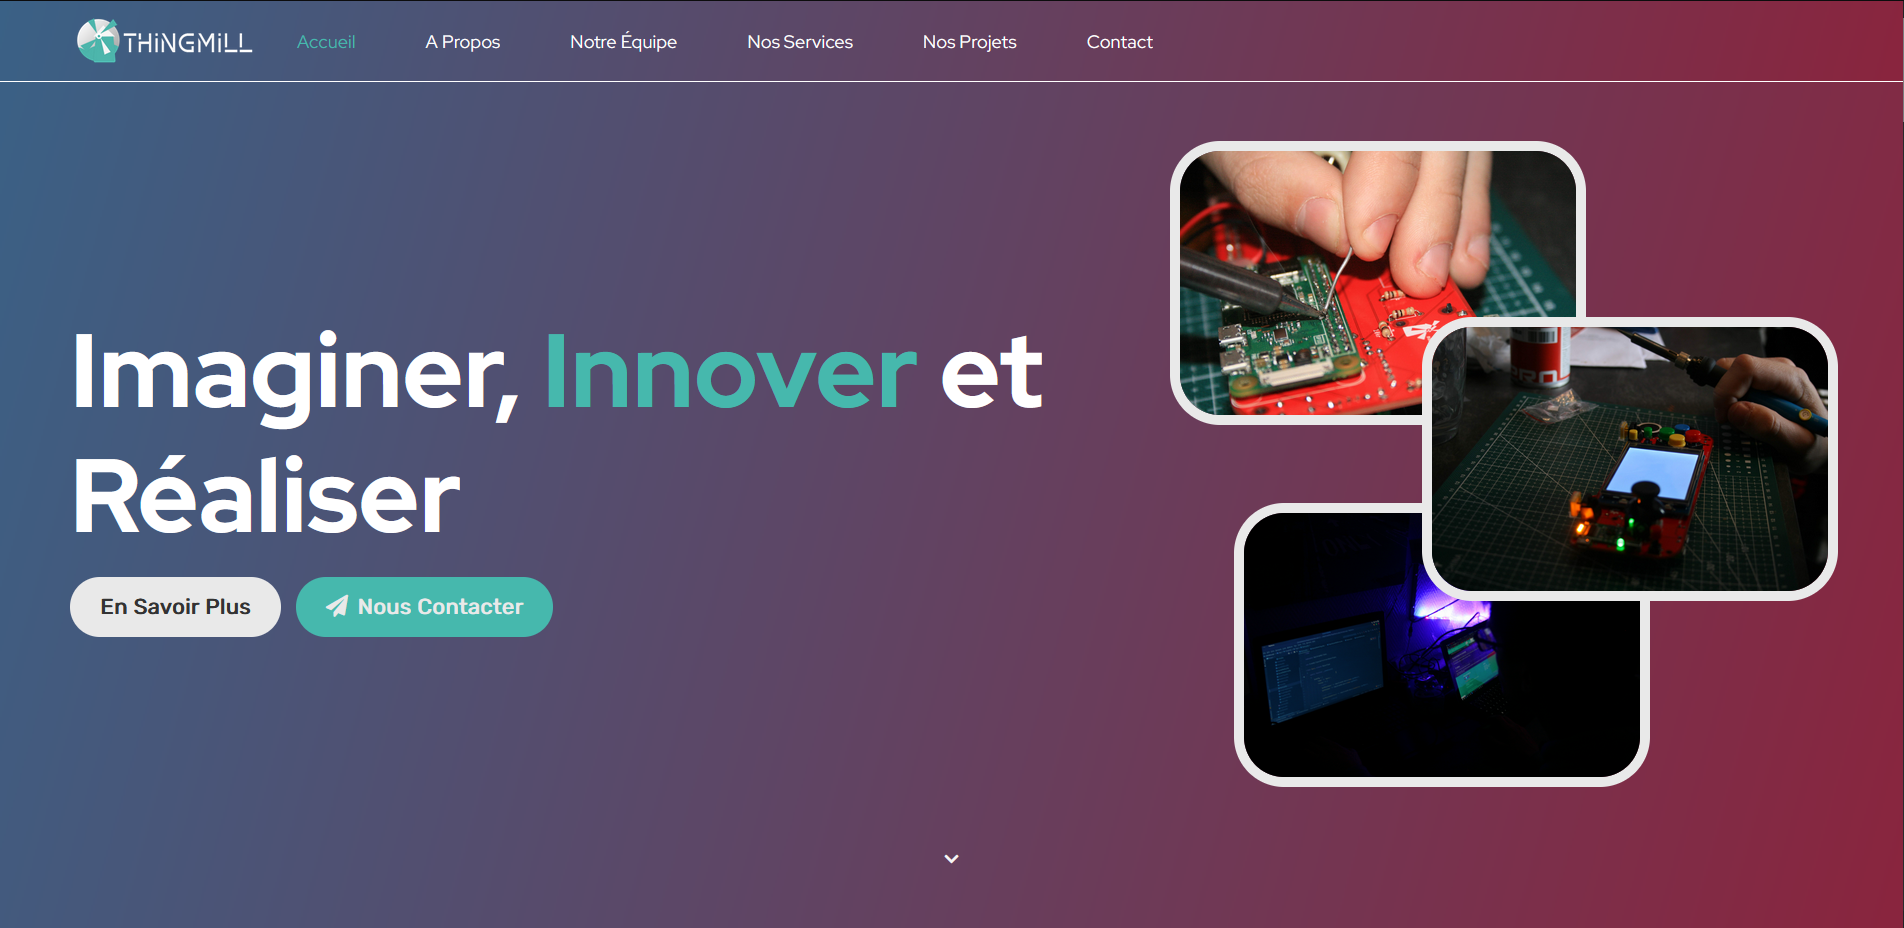 THiNGMiLL
Accueil
A Propos
Notre Équipe
Nos Services
Nos Projets
Contact
Imaginer, Innover et
Réaliser
En Savoir Plus
Nous Contacter